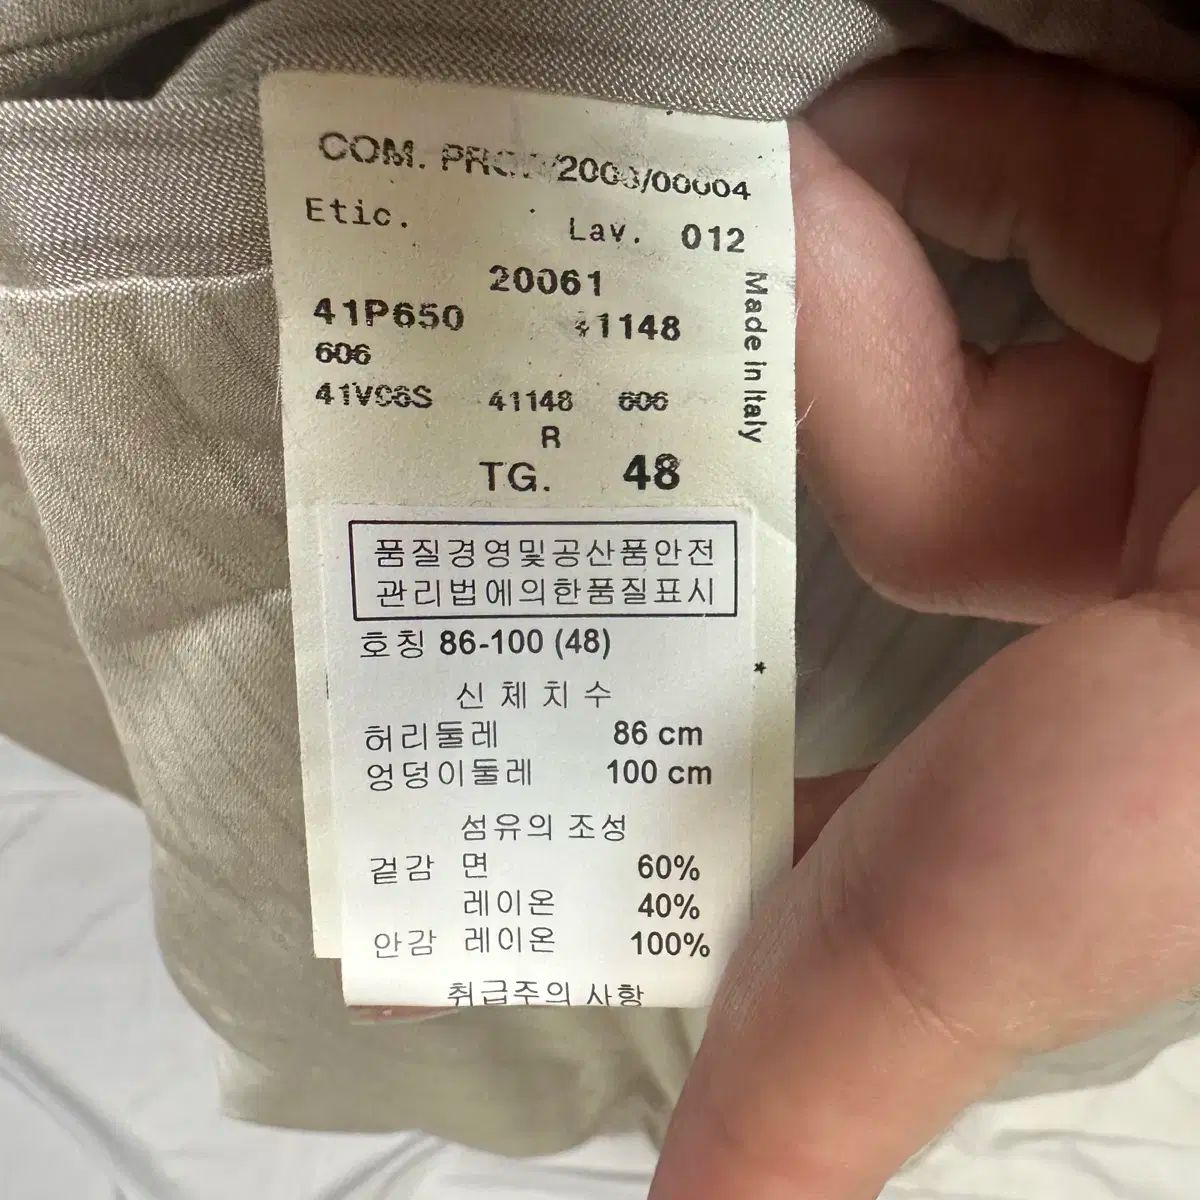 COM.
Etic. Lav. 012
20061
41P650 41148
606
41148 606
R
TG. 48
Made in Italy
품질경영및공산품안전
관리법에의한품질표시
호칭 86-100 (48)
*
신체치수
허리둘레 86 cm
엉덩이둘레 100 cm
섬유의 조성
겉감 면 60%
레이온 40%
안감 레이온 100%
취급주의 사항